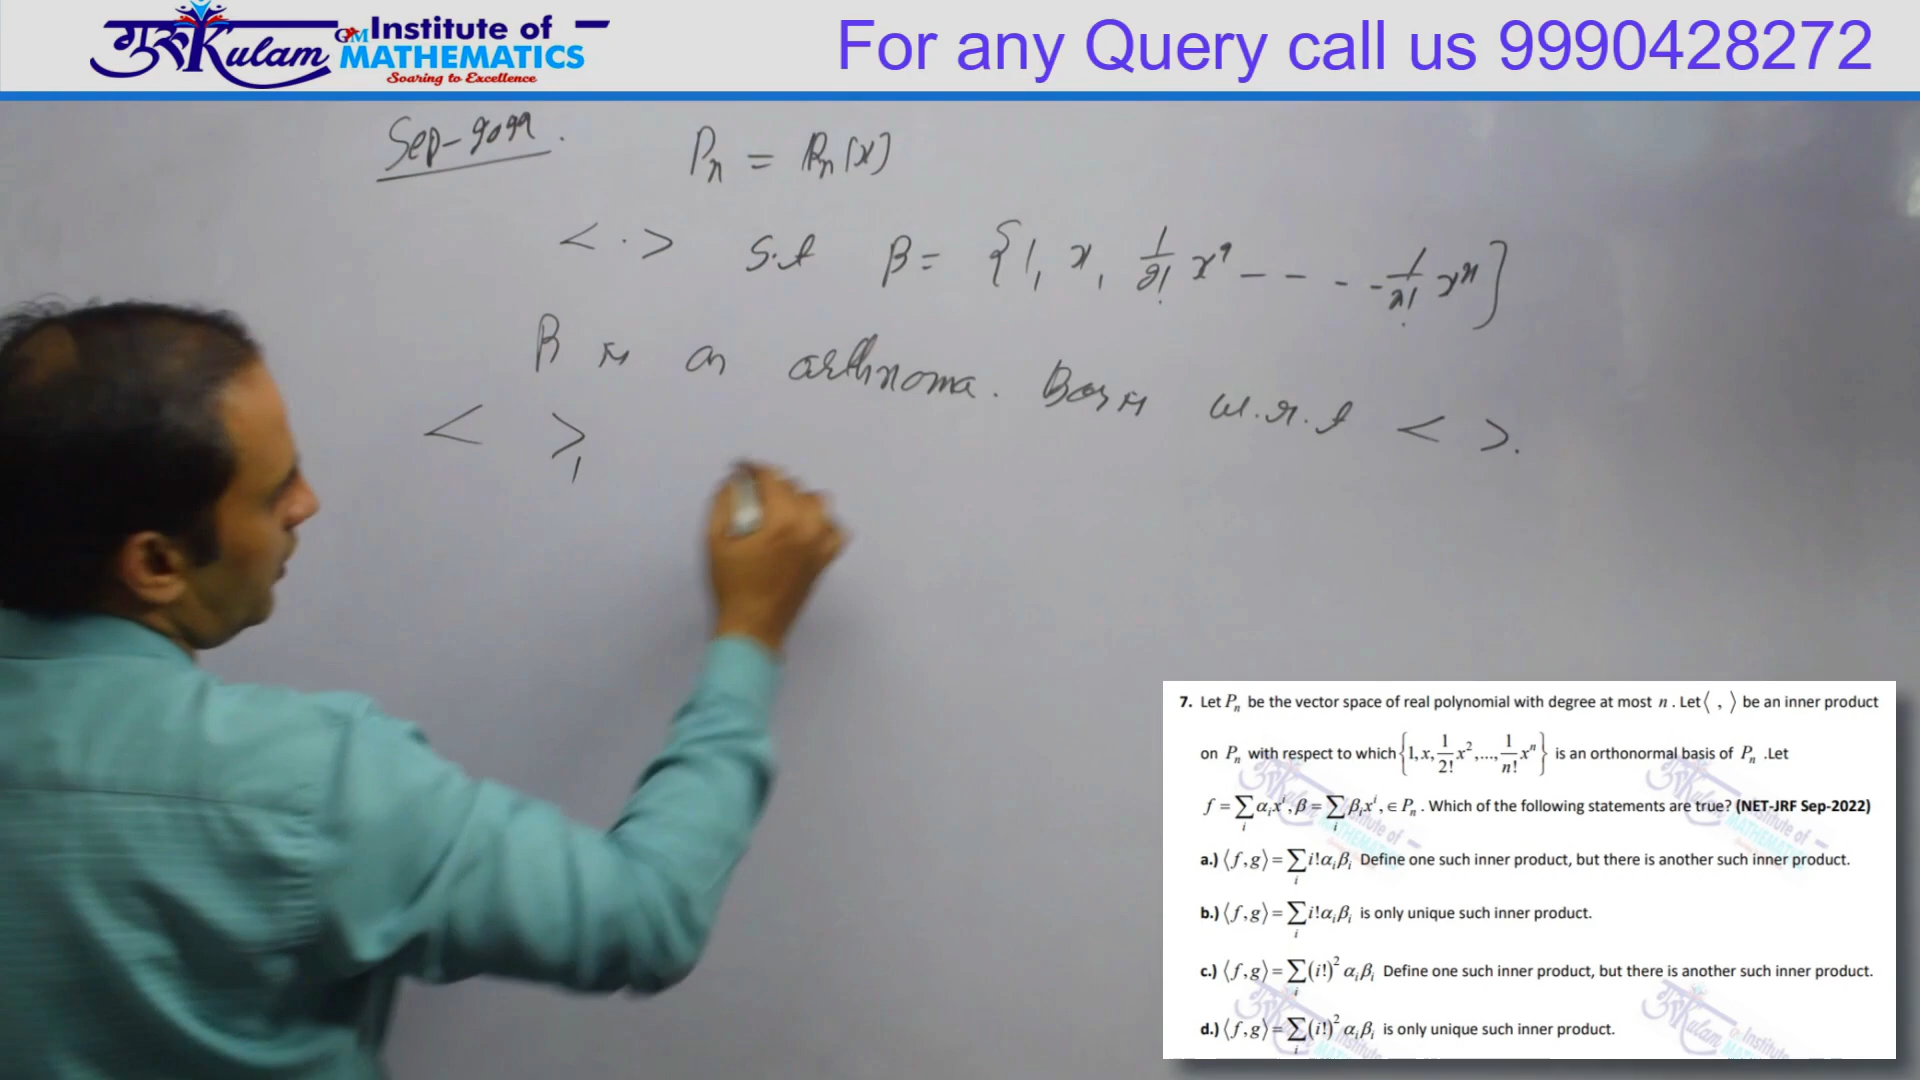 गुरुKulam GM Institute of
MATHEMATICS
Soaring to Excellence
For any Query call us 9990428272
Sep-2022.
Pn = Pn(x)
< · > s.t β = {1, x, 1/2! x² - - - - 1/n! xⁿ}
B is an orthnoma. Basis w.r.t < >.
< >₁
7. Let Pₙ be the vector space of real polynomial with degree at most n. Let ⟨ , ⟩ be an inner product
on Pₙ with respect to which {1, x, 1/2! x², ..., 1/n! xⁿ} is an orthonormal basis of Pₙ .Let
f = ∑ᵢ αᵢxⁱ, β = ∑ᵢ βᵢxⁱ, ∈ Pₙ . Which of the following statements are true? (NET-JRF Sep-2022)
a.) ⟨f, g⟩ = ∑ᵢ i!αᵢβᵢ Define one such inner product, but there is another such inner product.
b.) ⟨f, g⟩ = ∑ᵢ i!αᵢβᵢ is only unique such inner product.
c.) ⟨f, g⟩ = ∑ᵢ (i!)² αᵢβᵢ Define one such inner product, but there is another such inner product.
d.) ⟨f, g⟩ = ∑ᵢ (i!)² αᵢβᵢ is only unique such inner product.